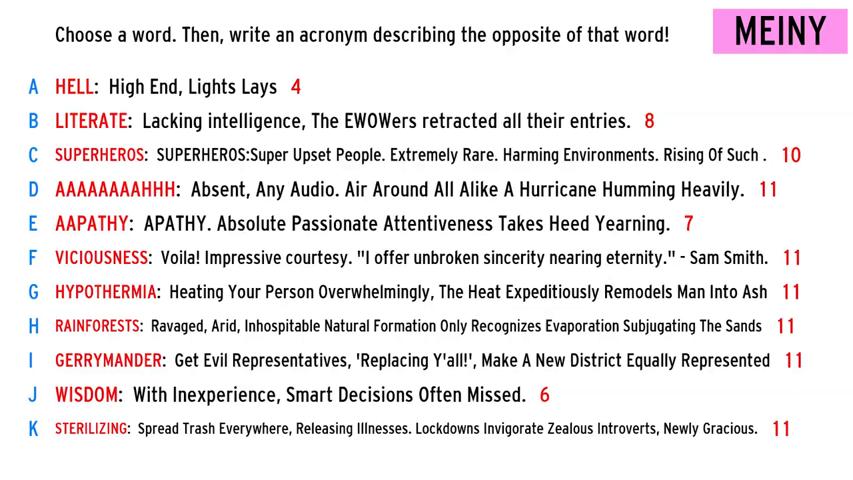 Choose a word. Then, write an acronym describing the opposite of that word! MEINY
A HELL: High End, Lights Lays 4
B LITERATE: Lacking intelligence, The EWOWers retracted all their entries. 8
C SUPERHEROS: SUPERHEROS:Super Upset People. Extremely Rare. Harming Environments. Rising Of Such . 10
D AAAAAAAAHHH: Absent, Any Audio. Air Around All Alike A Hurricane Humming Heavily. 11
E AAPATHY: APATHY. Absolute Passionate Attentiveness Takes Heed Yearning. 7
F VICIOUSNESS: Voila! Impressive courtesy. "I offer unbroken sincerity nearing eternity." - Sam Smith. 11
G HYPOTHERMIA: Heating Your Person Overwhelmingly, The Heat Expeditiously Remodels Man Into Ash 11
H RAINFORESTS: Ravaged, Arid, Inhospitable Natural Formation Only Recognizes Evaporation Subjugating The Sands 11
I GERRYMANDER: Get Evil Representatives, 'Replacing Y'all!', Make A New District Equally Represented 11
J WISDOM: With Inexperience, Smart Decisions Often Missed. 6
K STERILIZING: Spread Trash Everywhere, Releasing Illnesses. Lockdowns Invigorate Zealous Introverts, Newly Gracious. 11